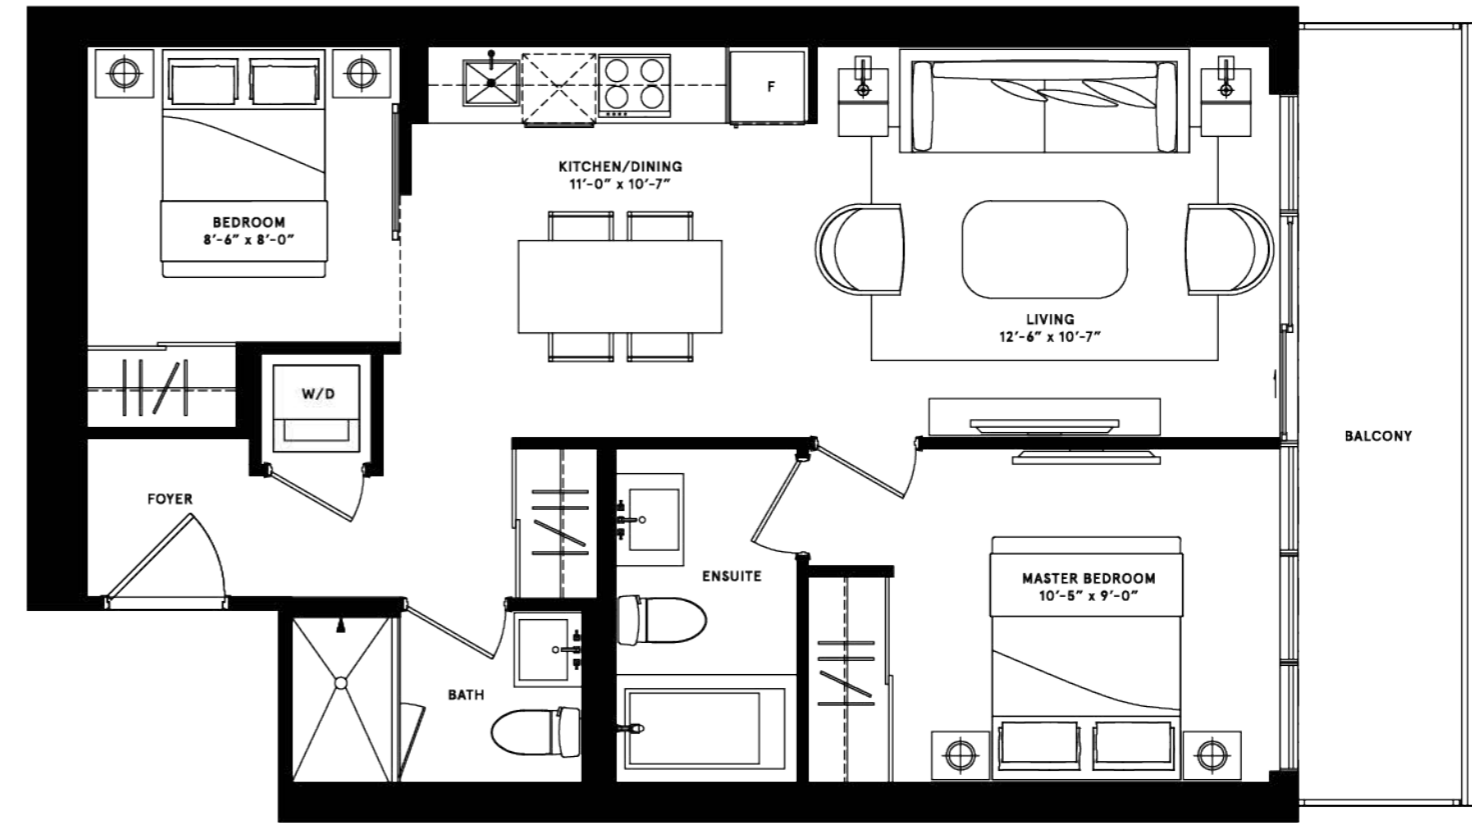 F
KITCHEN/DINING
11'-0" x 10'-7"
BEDROOM
8'-6" x 8'-0"
LIVING
12'-6" x 10'-7"
W/D
BALCONY
FOYER
ENSUITE
MASTER BEDROOM
10'-5" x 9'-0"
BATH